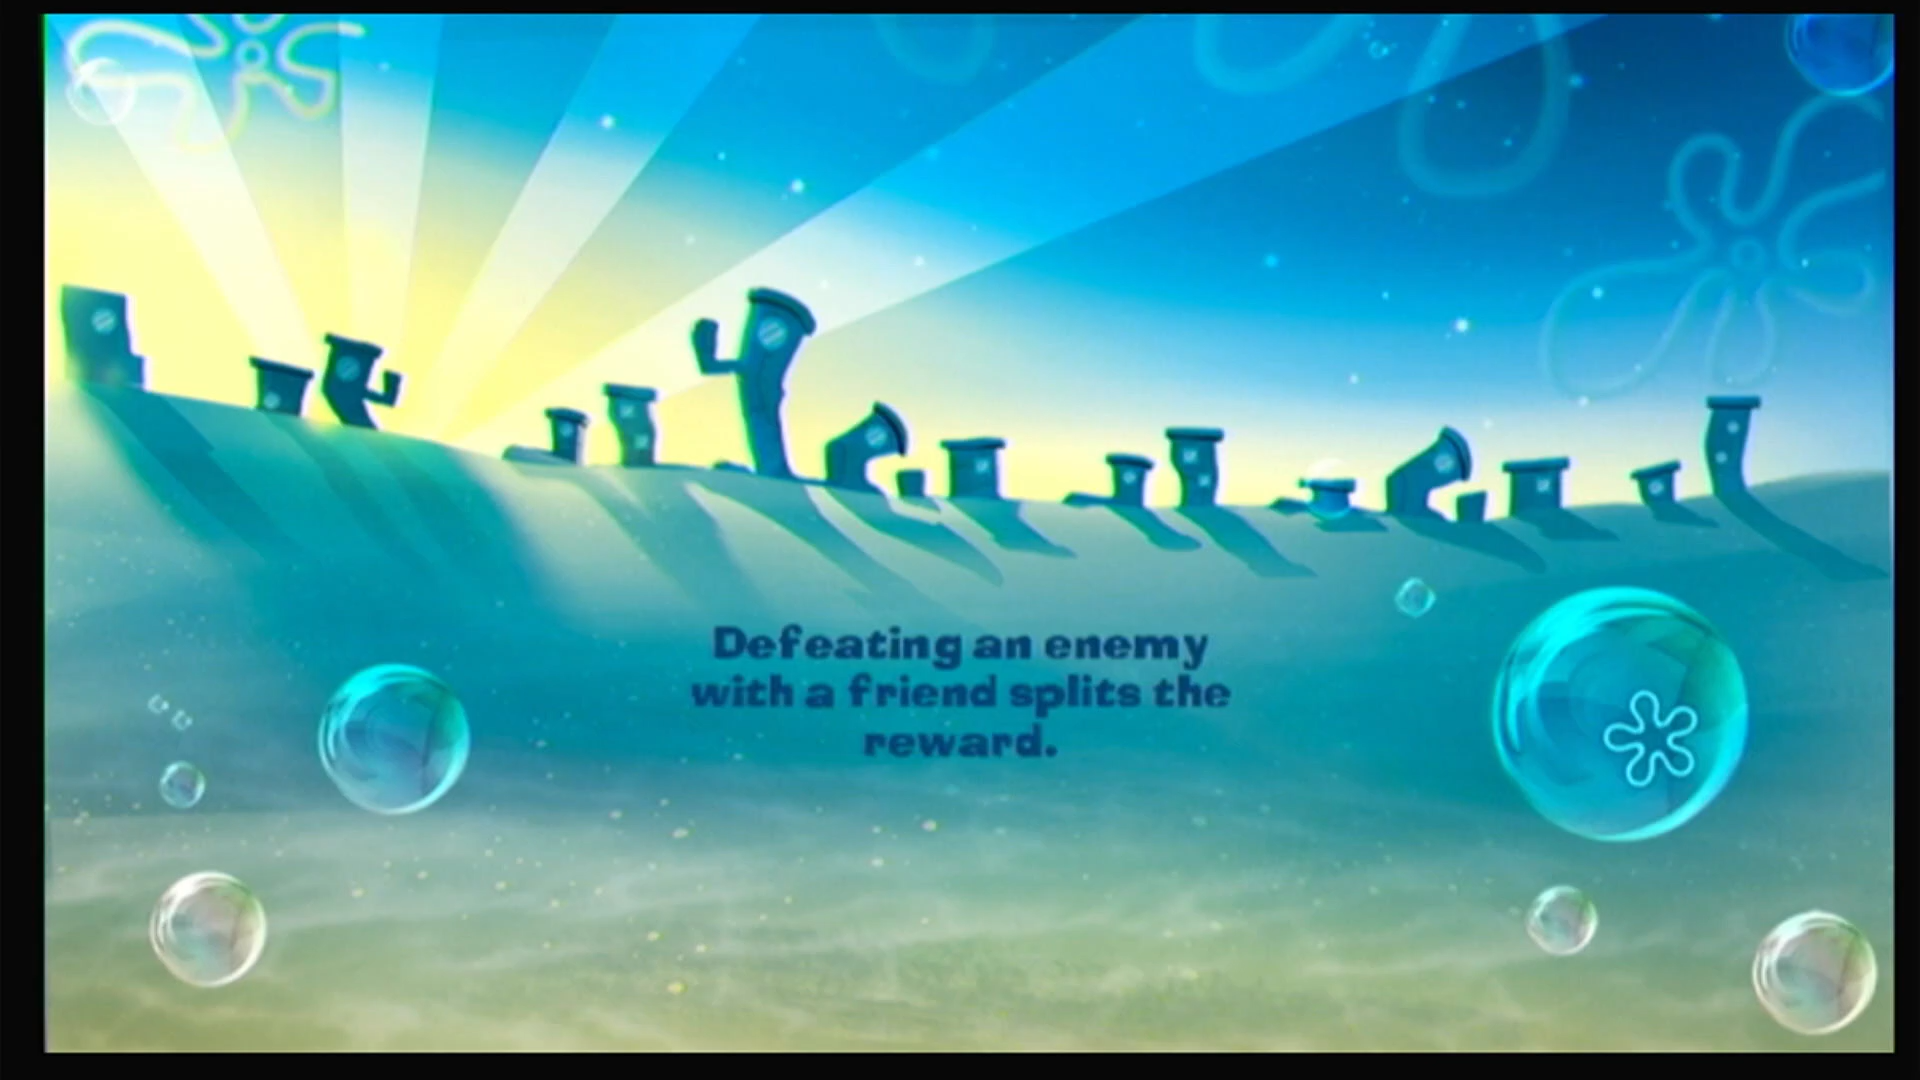 Defeating an enemy
with a friend splits the
reward.